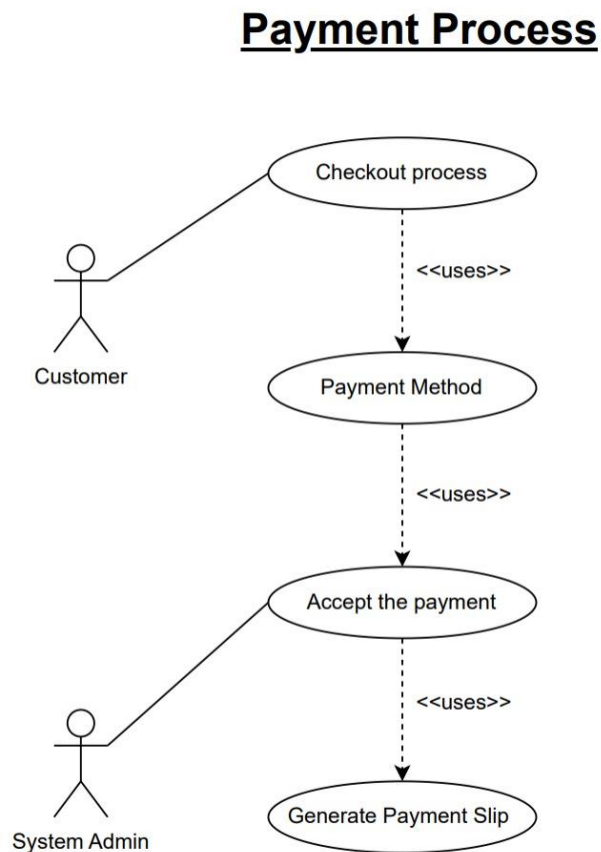 Payment Process
Checkout process
<<uses>>
Customer
Payment Method
<<uses>>
Accept the payment
<<uses>>
Generate Payment Slip
System Admin